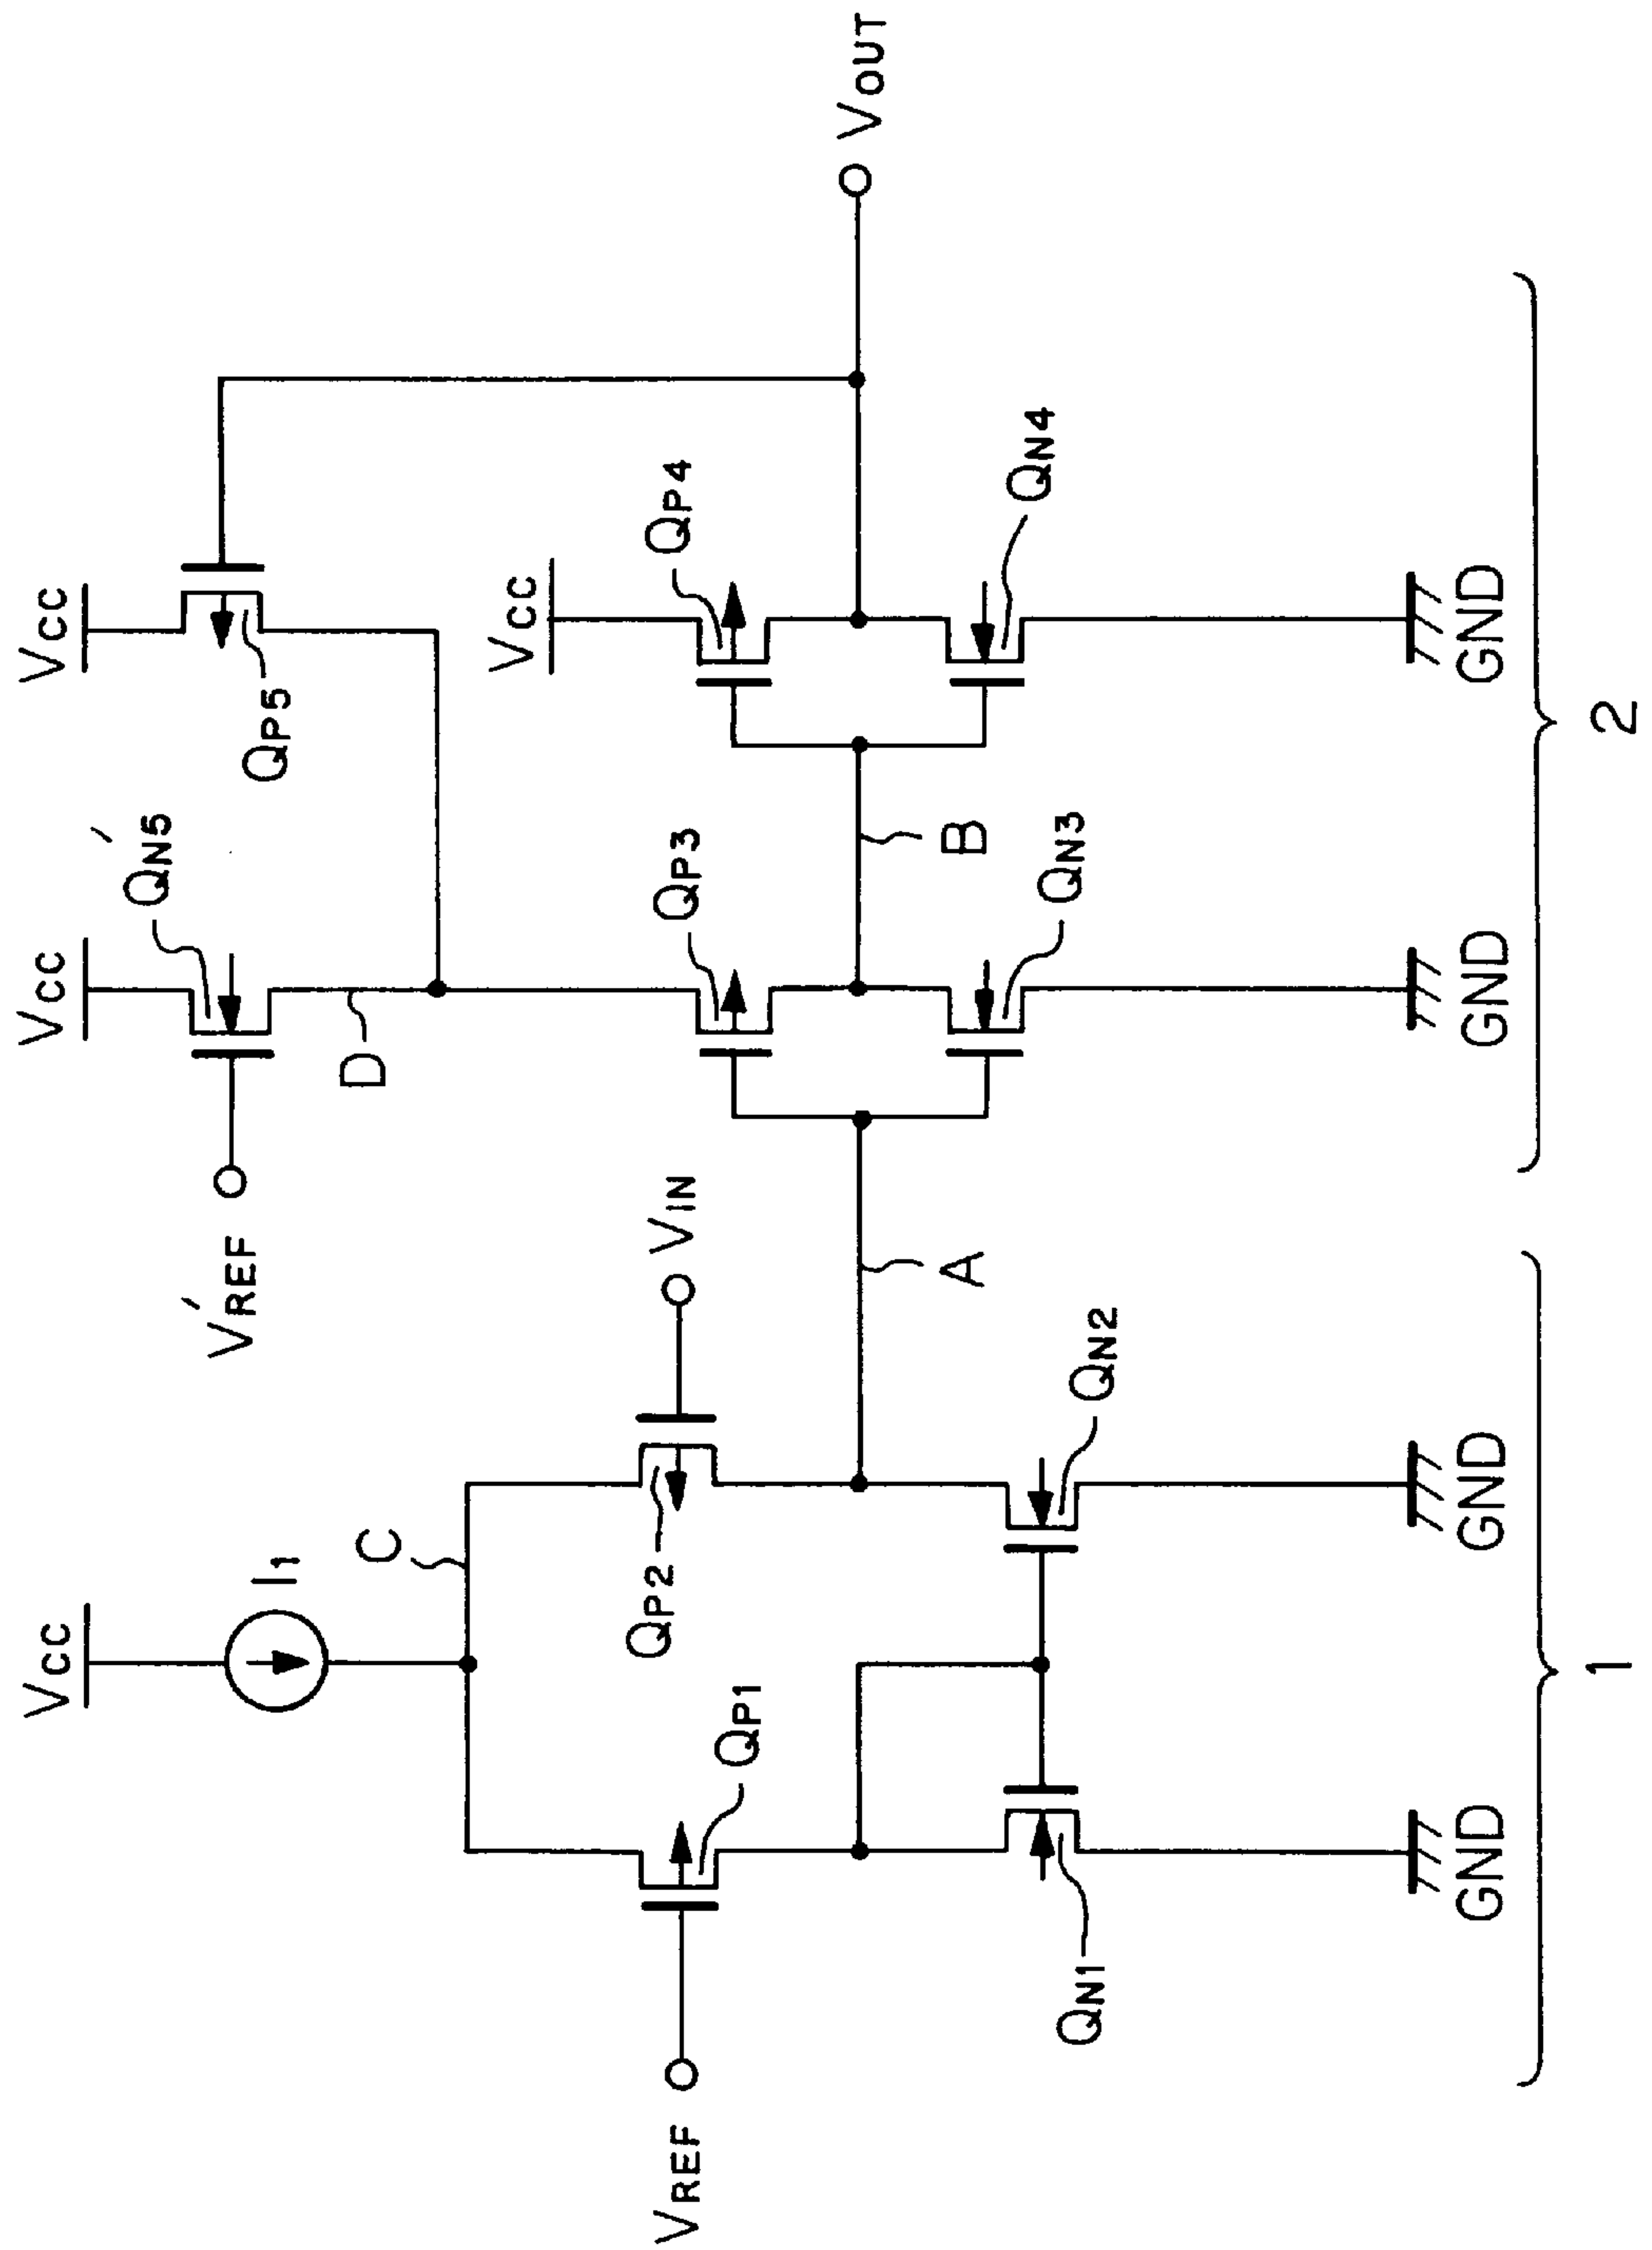 VCC
VCC
VCC
I1
V'REF
Q'N5
QP5
C
D
VCC
VREF
QP1
QP2
VIN
QP3
QP4
VOUT
A
B
QN1
QN2
QN3
QN4
GND
GND
GND
GND
1
2